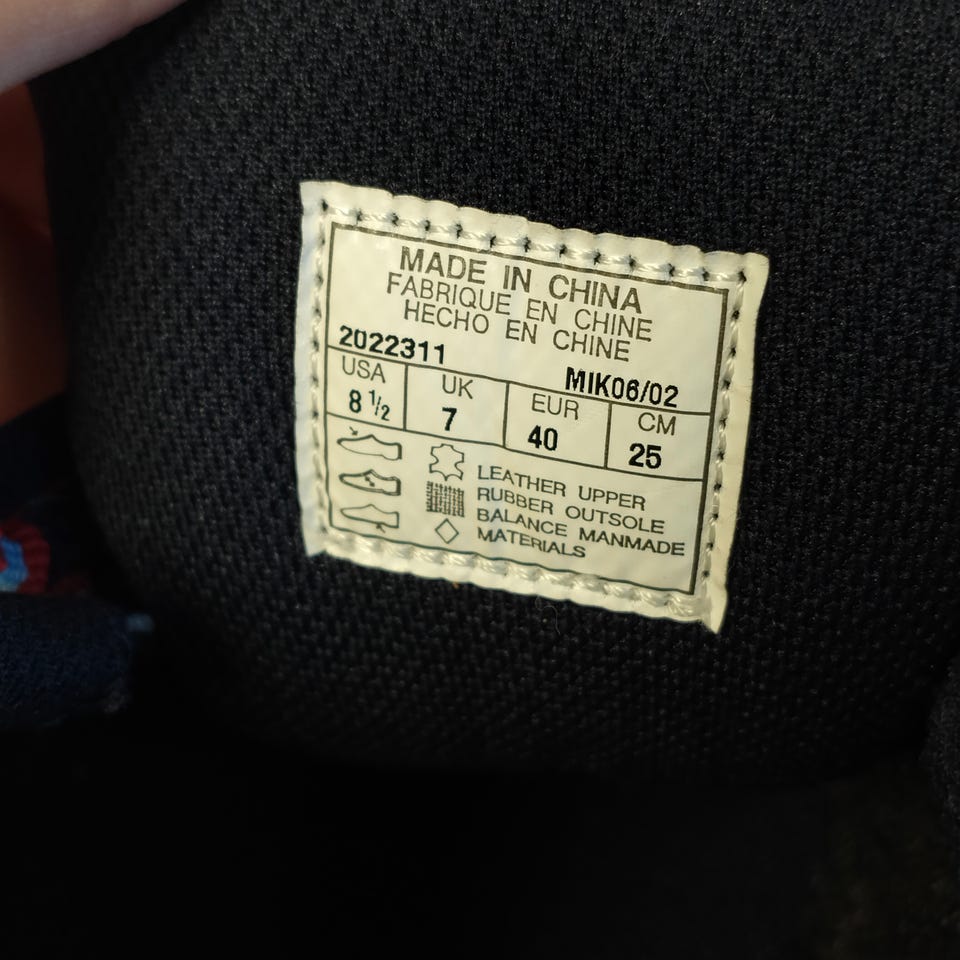 MADE IN CHINA
FABRIQUE EN CHINE
HECHO EN CHINE
2022311 MIK06/02
USA UK EUR CM
8 1/2 7 40 25
LEATHER UPPER
RUBBER OUTSOLE
BALANCE MANMADE
MATERIALS